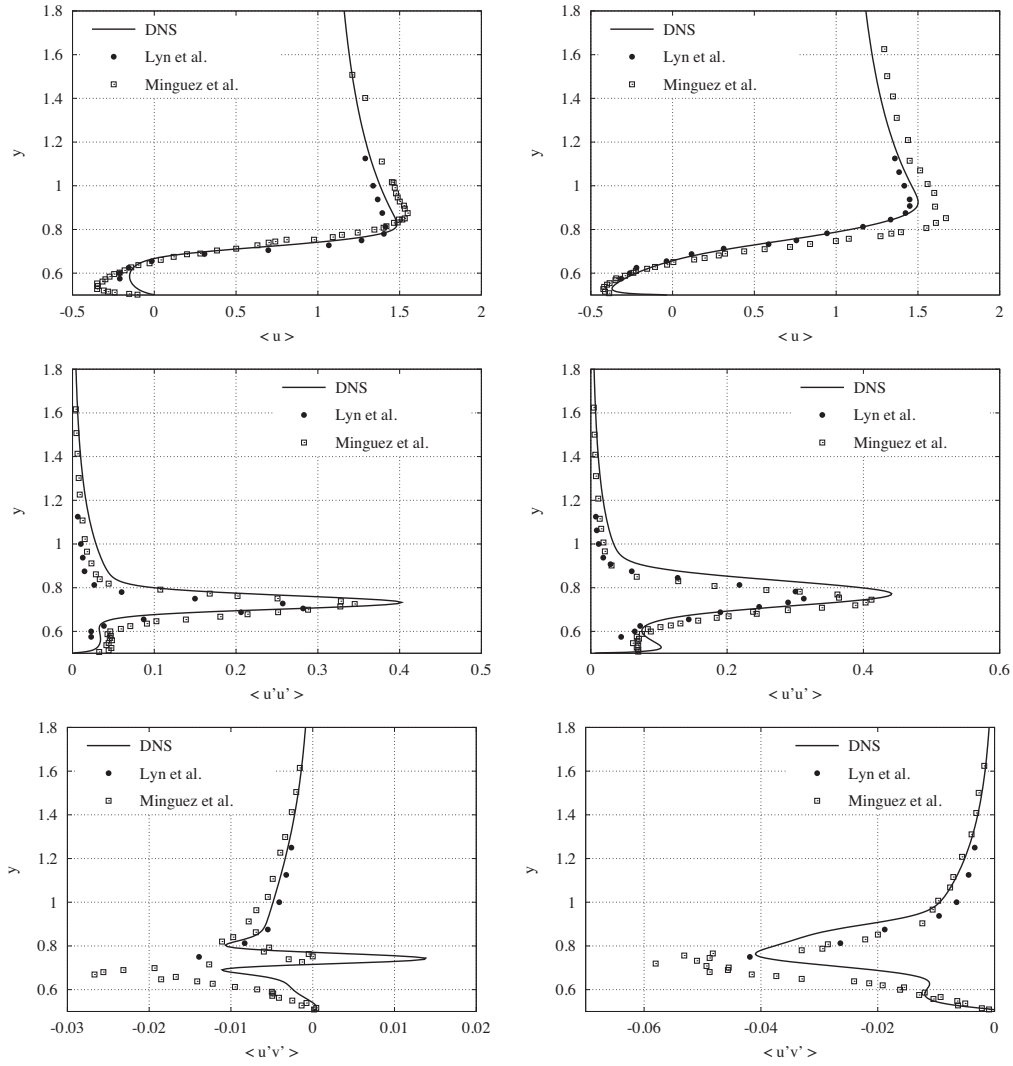 1.8
1.6
1.4
1.2
1
0.8
0.6
y
DNS
Lyn et al.
Minguez et al.
-0.5 0 0.5 1 1.5 2
< u >
1.8
1.6
1.4
1.2
1
0.8
0.6
y
DNS
Lyn et al.
Minguez et al.
-0.5 0 0.5 1 1.5 2
< u >
1.8
1.6
1.4
1.2
1
0.8
0.6
y
DNS
Lyn et al.
Minguez et al.
0 0.1 0.2 0.3 0.4 0.5
< u'u' >
1.8
1.6
1.4
1.2
1
0.8
0.6
y
DNS
Lyn et al.
Minguez et al.
0 0.2 0.4 0.6
< u'u' >
1.8
1.6
1.4
1.2
1
0.8
0.6
y
DNS
Lyn et al.
Minguez et al.
-0.03 -0.02 -0.01 0 0.01 0.02
< u'v' >
1.8
1.6
1.4
1.2
1
0.8
0.6
y
DNS
Lyn et al.
Minguez et al.
-0.06 -0.04 -0.02 0
< u'v' >